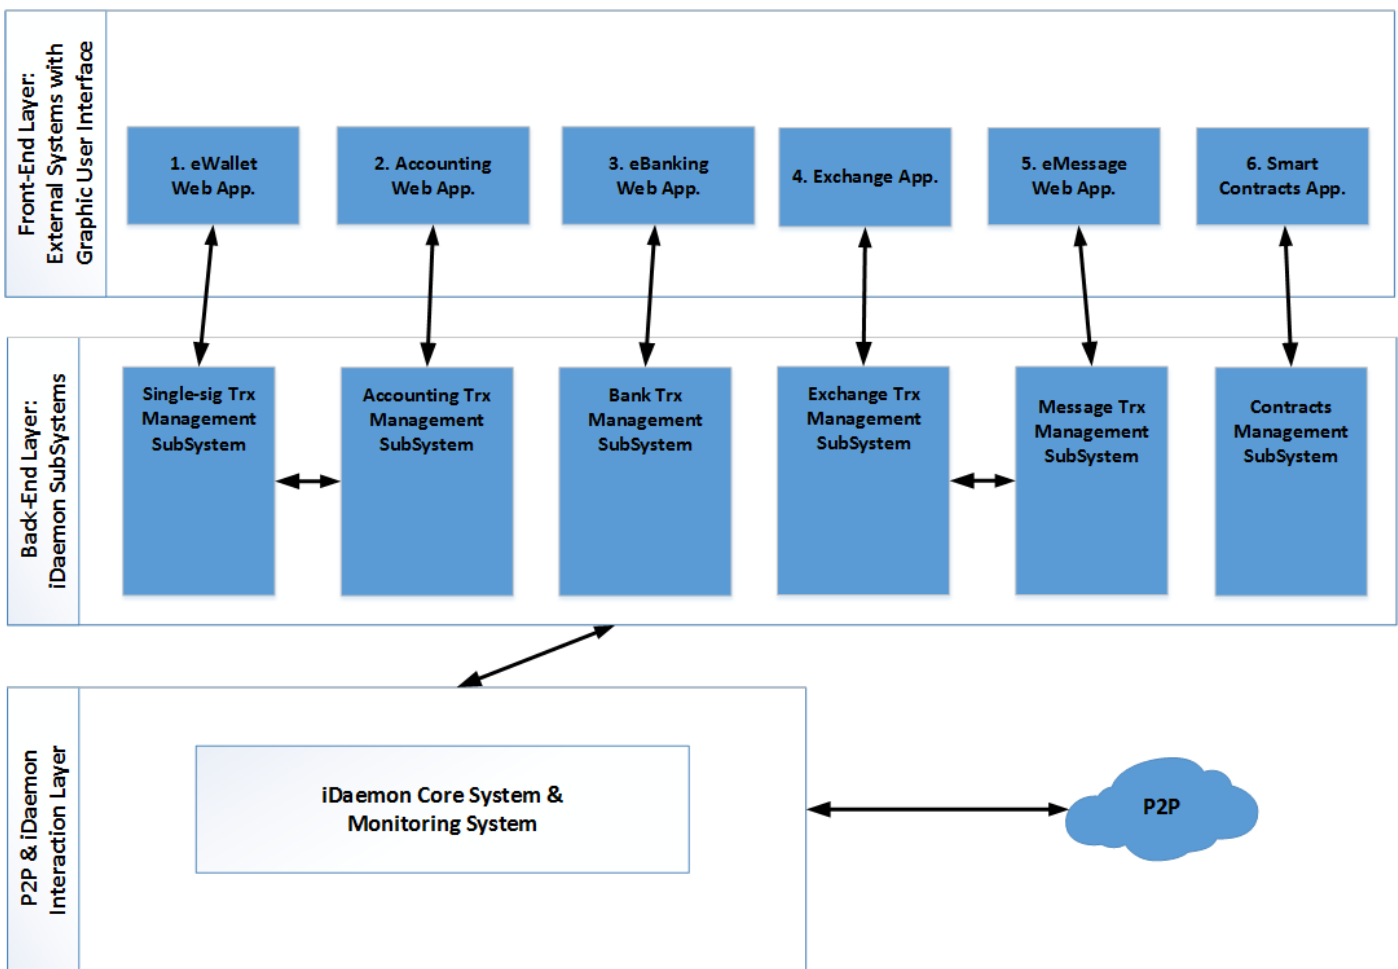 Front-End Layer:
External Systems with
Graphic User Interface
1. eWallet
Web App.
2. Accounting
Web App.
3. eBanking
Web App.
4. Exchange App.
5. eMessage
Web App.
6. Smart
Contracts App.
Back-End Layer:
iDaemon SubSystems
Single-sig Trx
Management
SubSystem
Accounting Trx
Management
SubSystem
Bank Trx
Management
SubSystem
Exchange Trx
Management
SubSystem
Message Trx
Management
SubSystem
Contracts
Management
SubSystem
P2P & iDaemon
Interaction Layer
iDaemon Core System &
Monitoring System
P2P